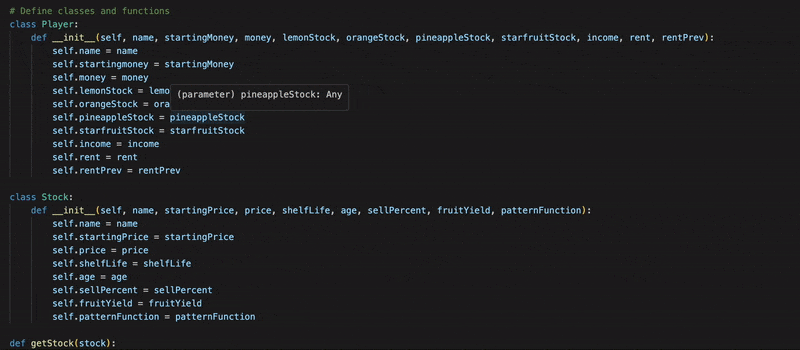 # Define classes and functions
class Player:
def __init__(self, name, startingMoney, money, lemonStock, orangeStock, pineappleStock, starfruitStock, income, rent, rentPrev):
self.name = name
self.startingmoney = startingMoney
self.money = money
self.lemonStock = lemo
(parameter) pineappleStock: Any
self.orangeStock = ora
self.pineappleStock = pineappleStock
self.starfruitStock = starfruitStock
self.income = income
self.rent = rent
self.rentPrev = rentPrev
class Stock:
def __init__(self, name, startingPrice, price, shelfLife, age, sellPercent, fruitYield, patternFunction):
self.name = name
self.startingPrice = startingPrice
self.price = price
self.shelfLife = shelfLife
self.age = age
self.sellPercent = sellPercent
self.fruitYield = fruitYield
self.patternFunction = patternFunction
def getStock(stock):